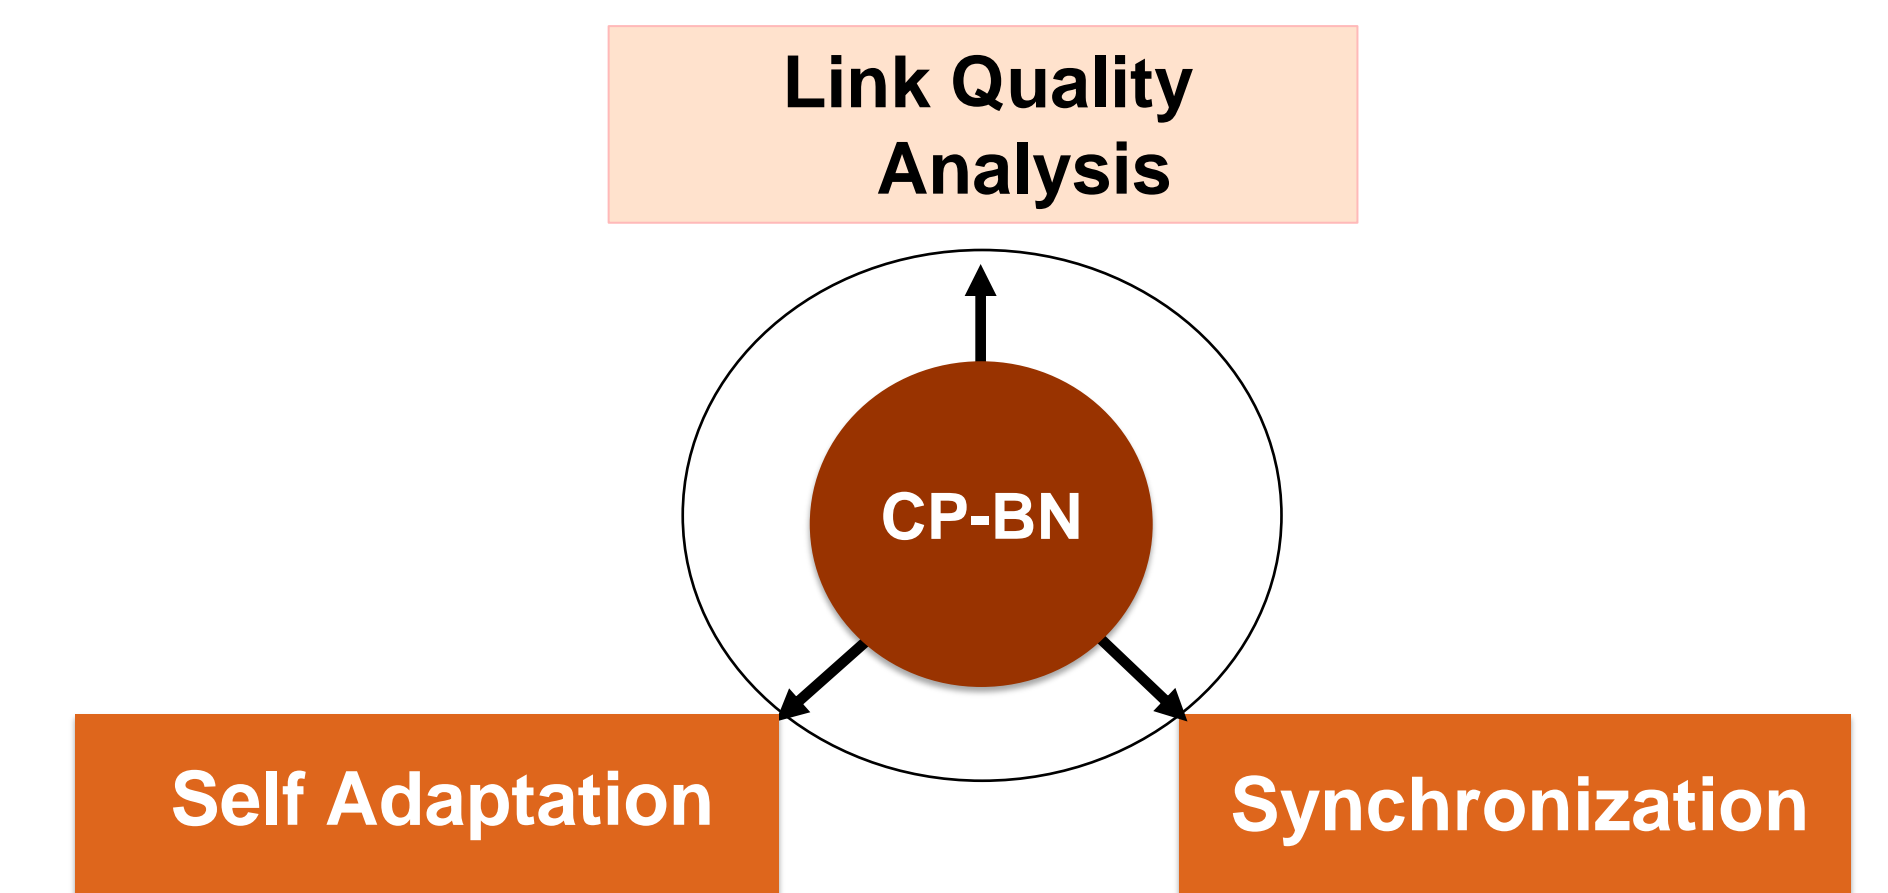 Link Quality
Analysis
CP-BN
Self Adaptation
Synchronization